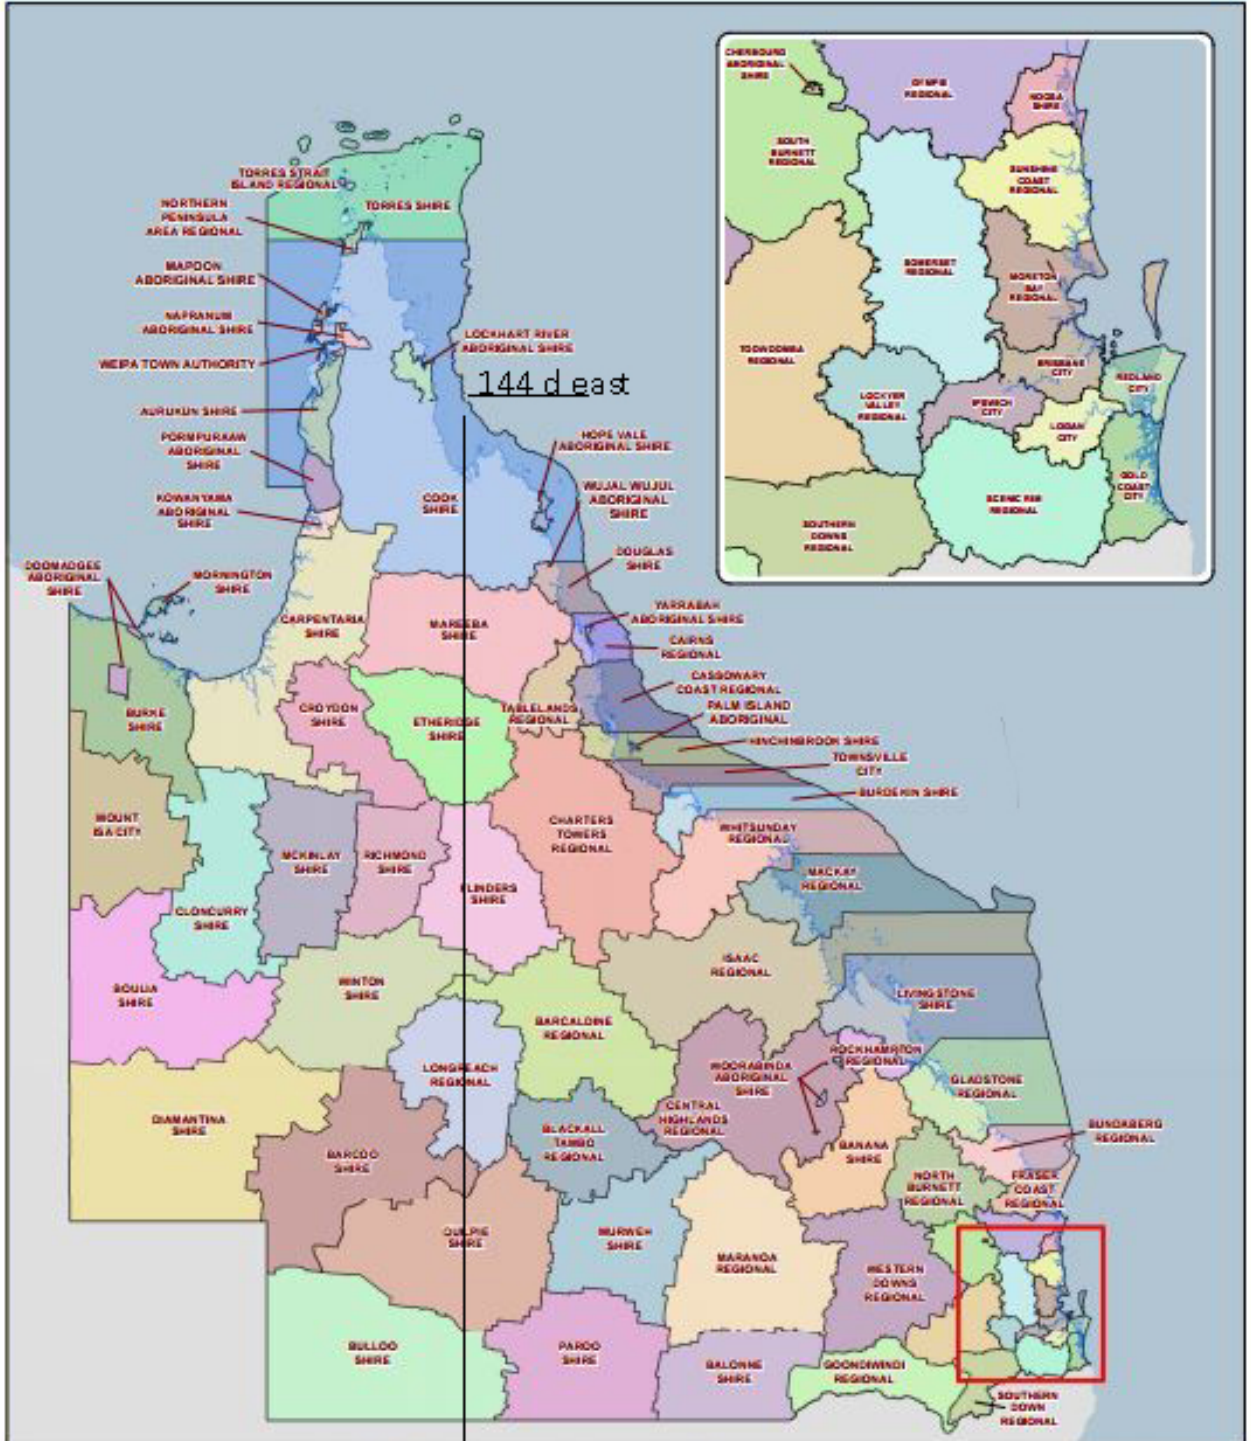 TORRES STRAIT
ISLAND REGIONAL
TORRES SHIRE
NORTHERN
PENINSULA
AREA REGIONAL
MAPOON
ABORIGINAL SHIRE
NAPRANUM
ABORIGINAL SHIRE
WEIPA TOWN AUTHORITY
LOCKHART RIVER
ABORIGINAL SHIRE
144 d east
AURUKUN SHIRE
PORMPURAAW
ABORIGINAL
SHIRE
KOWANYAMA
ABORIGINAL
SHIRE
COOK
SHIRE
HOPE VALE
ABORIGINAL SHIRE
WUJAL WUJUL
ABORIGINAL
SHIRE
DOUGLAS
SHIRE
DOOMADGEE
ABORIGINAL
SHIRE
MORNINGTON
SHIRE
CARPENTARIA
SHIRE
MAREEBA
SHIRE
YARRABAH
ABORIGINAL SHIRE
CAIRNS
REGIONAL
CASSOWARY
COAST REGIONAL
PALM ISLAND
ABORIGINAL
HINCHINBROOK SHIRE
TOWNSVILLE
CITY
BURDEKIN SHIRE
BURKE
SHIRE
CROYDON
SHIRE
ETHERIDGE
SHIRE
TABLELANDS
REGIONAL
MOUNT
ISA CITY
CLONCURRY
SHIRE
MCKINLAY
SHIRE
RICHMOND
SHIRE
FLINDERS
SHIRE
CHARTERS
TOWERS
REGIONAL
WHITSUNDAY
REGIONAL
MACKAY
REGIONAL
BOULIA
SHIRE
WINTON
SHIRE
ISAAC
REGIONAL
LIVINGSTONE
SHIRE
BARCALDINE
REGIONAL
LONGREACH
REGIONAL
WOORABINDA
ABORIGINAL
SHIRE
ROCKHAMPTON
REGIONAL
GLADSTONE
REGIONAL
DIAMANTINA
SHIRE
BARCOO
SHIRE
BLACKALL
TAMBO
REGIONAL
CENTRAL
HIGHLANDS
REGIONAL
BANANA
SHIRE
BUNDABERG
REGIONAL
NORTH
BURNETT
REGIONAL
FRASER
COAST
REGIONAL
QUILPIE
SHIRE
MURWEH
SHIRE
MARANOA
REGIONAL
WESTERN
DOWNS
REGIONAL
BULLOO
SHIRE
PAROO
SHIRE
BALONNE
SHIRE
GOONDIWINDI
REGIONAL
SOUTHERN
DOWN
REGIONAL
CHERBOURG
ABORIGINAL
SHIRE
GYMPIE
REGIONAL
NOOSA
SHIRE
SOUTH
BURNETT
REGIONAL
SUNSHINE
COAST
REGIONAL
SOMERSET
REGIONAL
MORETON
BAY
REGIONAL
TOOWOOMBA
REGIONAL
BRISBANE
CITY
REDLAND
CITY
LOCKYER
VALLEY
REGIONAL
IPSWICH
CITY
LOGAN
CITY
GOLD
COAST
CITY
SCENIC RIM
REGIONAL
SOUTHERN
DOWNS
REGIONAL